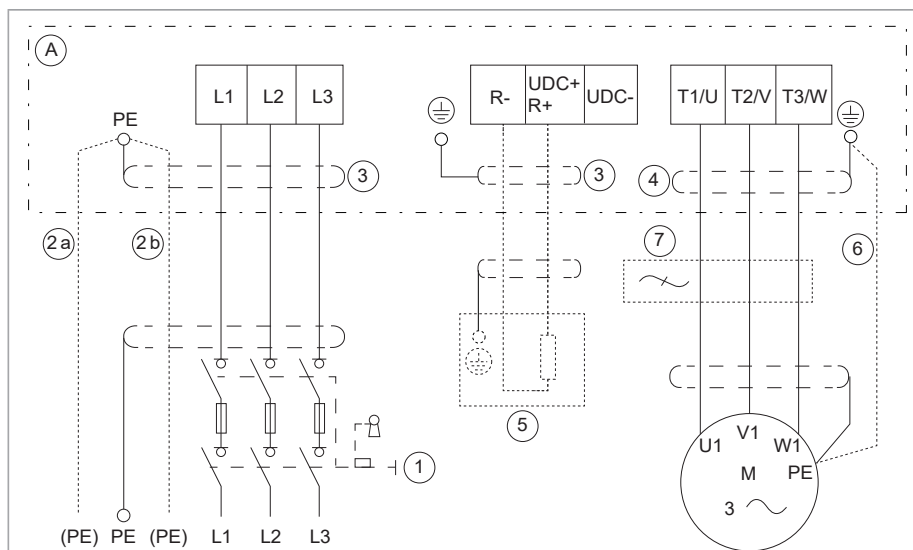 A
L1 L2 L3
R- UDC+ R+ UDC-
T1/U T2/V T3/W
PE
3
3
4
2a 2b
7
6
5
V1
U1 W1
M PE
3
1
(PE) PE (PE) L1 L2 L3